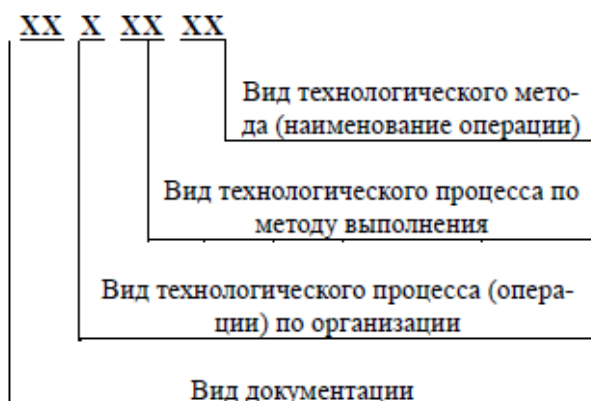 XX X XX XX
Вид технологического мето-
да (наименование операции)
Вид технологического процесса по
методу выполнения
Вид технологического процесса (опера-
ции) по организации
Вид документации